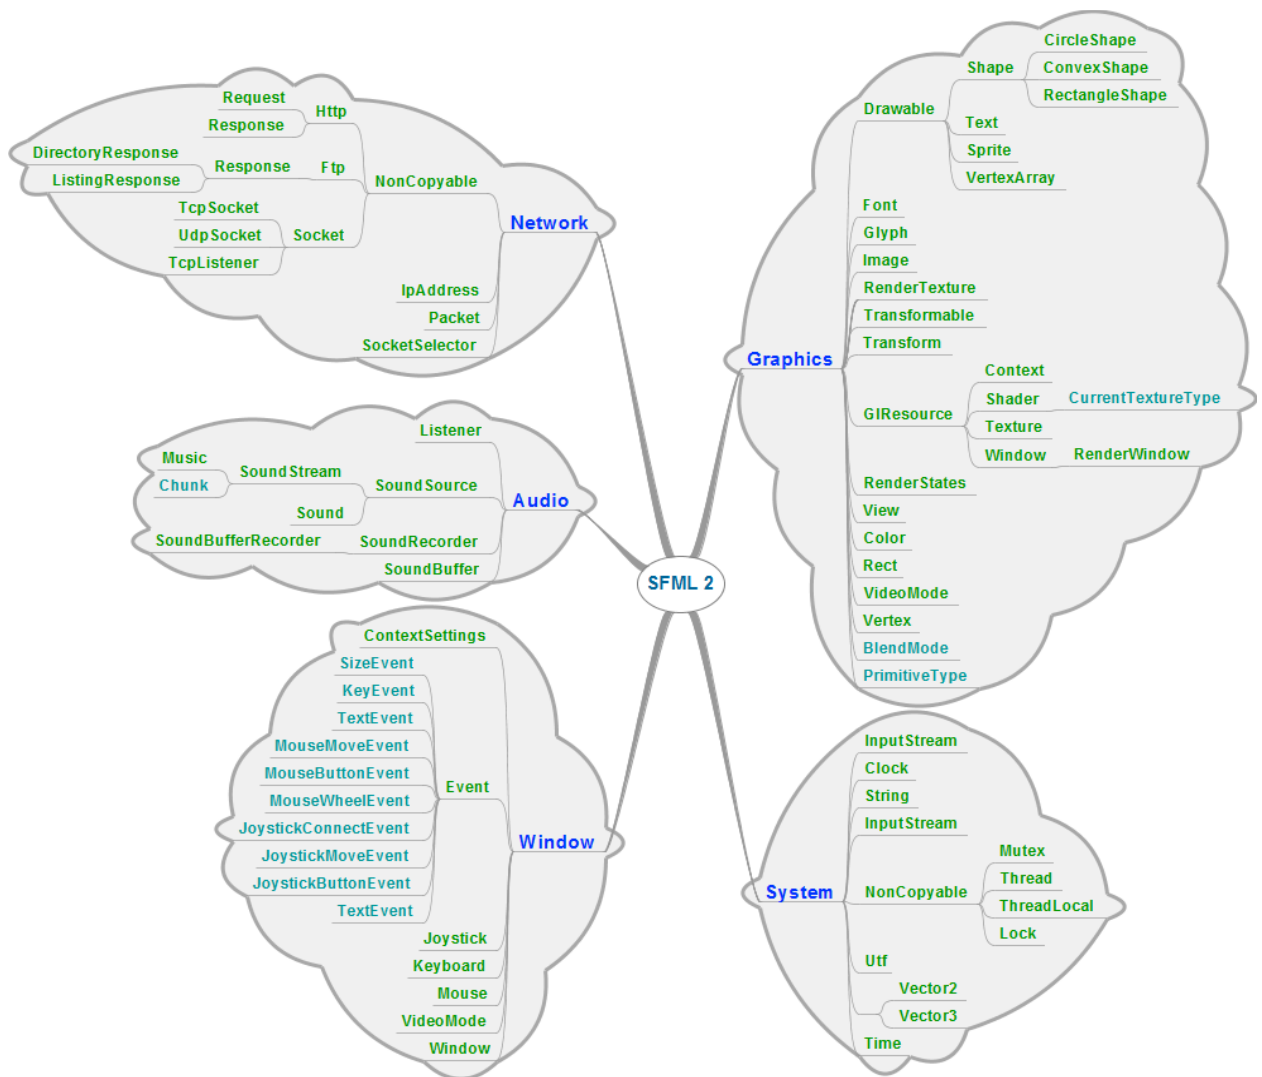 SFML 2
Network
NonCopyable
Http
Request
Response
Ftp
Response
DirectoryResponse
ListingResponse
Socket
TcpSocket
UdpSocket
TcpListener
IpAddress
Packet
SocketSelector
Audio
Listener
SoundSource
SoundStream
Music
Chunk
Sound
SoundRecorder
SoundBufferRecorder
SoundBuffer
Window
ContextSettings
Event
SizeEvent
KeyEvent
TextEvent
MouseMoveEvent
MouseButtonEvent
MouseWheelEvent
JoystickConnectEvent
JoystickMoveEvent
JoystickButtonEvent
TextEvent
Joystick
Keyboard
Mouse
VideoMode
Window
Graphics
Drawable
Shape
CircleShape
ConvexShape
RectangleShape
Text
Sprite
VertexArray
Font
Glyph
Image
RenderTexture
Transformable
Transform
GlResource
Context
Shader
CurrentTextureType
Texture
Window
RenderWindow
RenderStates
View
Color
Rect
VideoMode
Vertex
BlendMode
PrimitiveType
System
InputStream
Clock
String
InputStream
NonCopyable
Mutex
Thread
ThreadLocal
Lock
Utf
Vector2
Vector3
Time